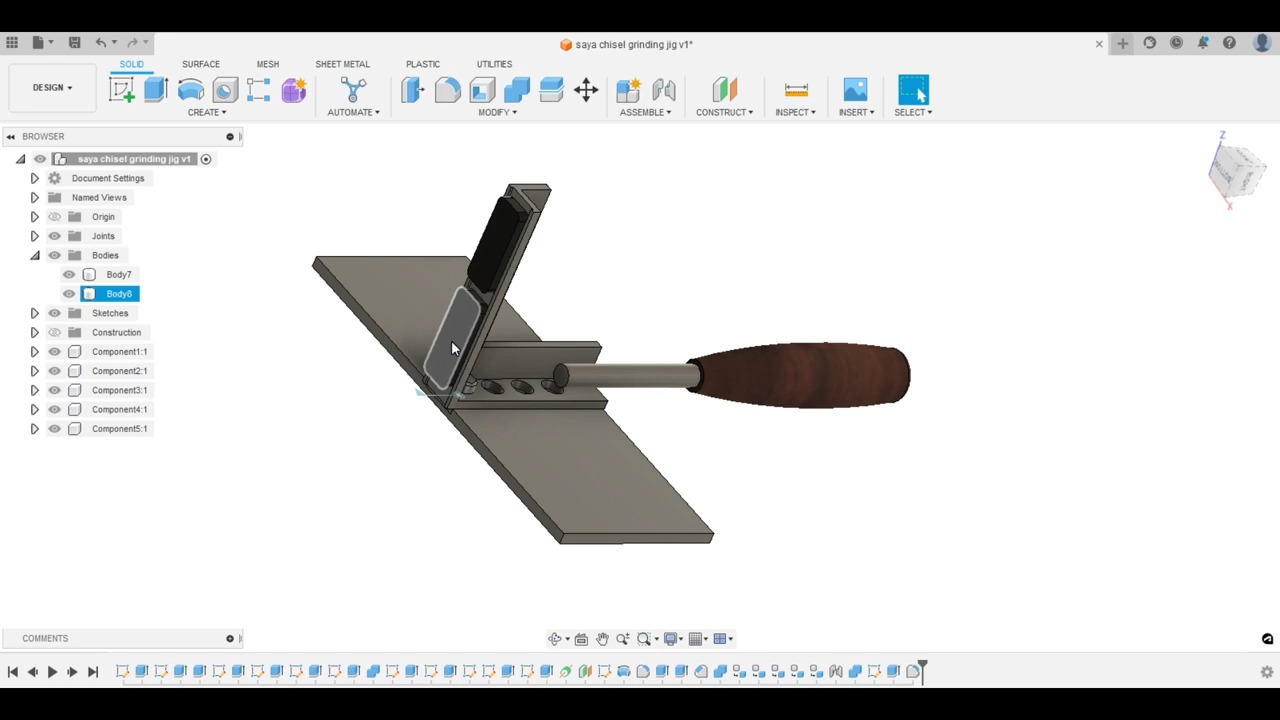 saya chisel grinding jig v1*
DESIGN
SOLID
SURFACE
MESH
SHEET METAL
PLASTIC
UTILITIES
CREATE
AUTOMATE
MODIFY
ASSEMBLE
CONSTRUCT
INSPECT
INSERT
SELECT
BROWSER
saya chisel grinding jig v1
Document Settings
Named Views
Origin
Joints
Bodies
Body7
Body8
Sketches
Construction
Component1:1
Component2:1
Component3:1
Component4:1
Component5:1
Z
X
COMMENTS